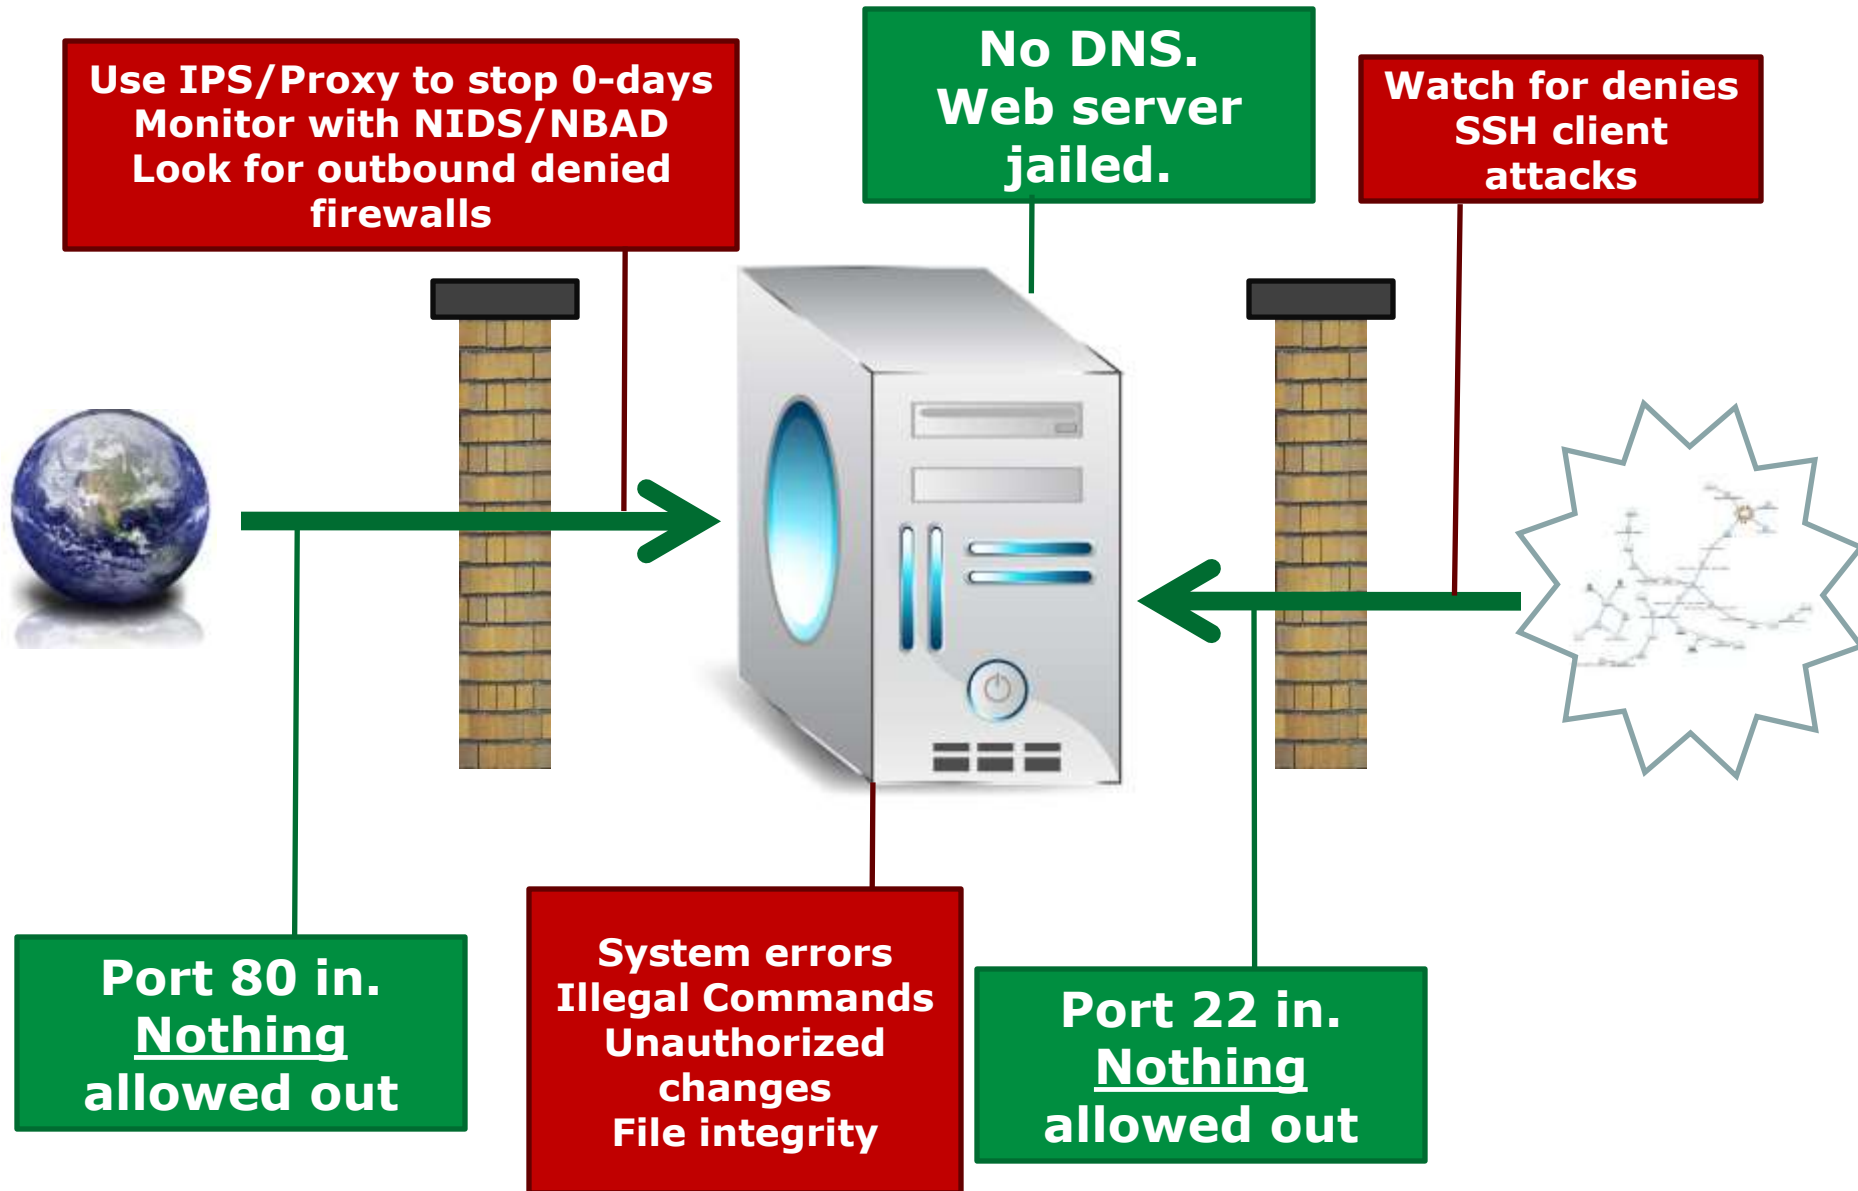 Use IPS/Proxy to stop 0-days
Monitor with NIDS/NBAD
Look for outbound denied
firewalls
No DNS.
Web server
jailed.
Watch for denies
SSH client
attacks
Port 80 in.
Nothing
allowed out
System errors
Illegal Commands
Unauthorized
changes
File integrity
Port 22 in.
Nothing
allowed out